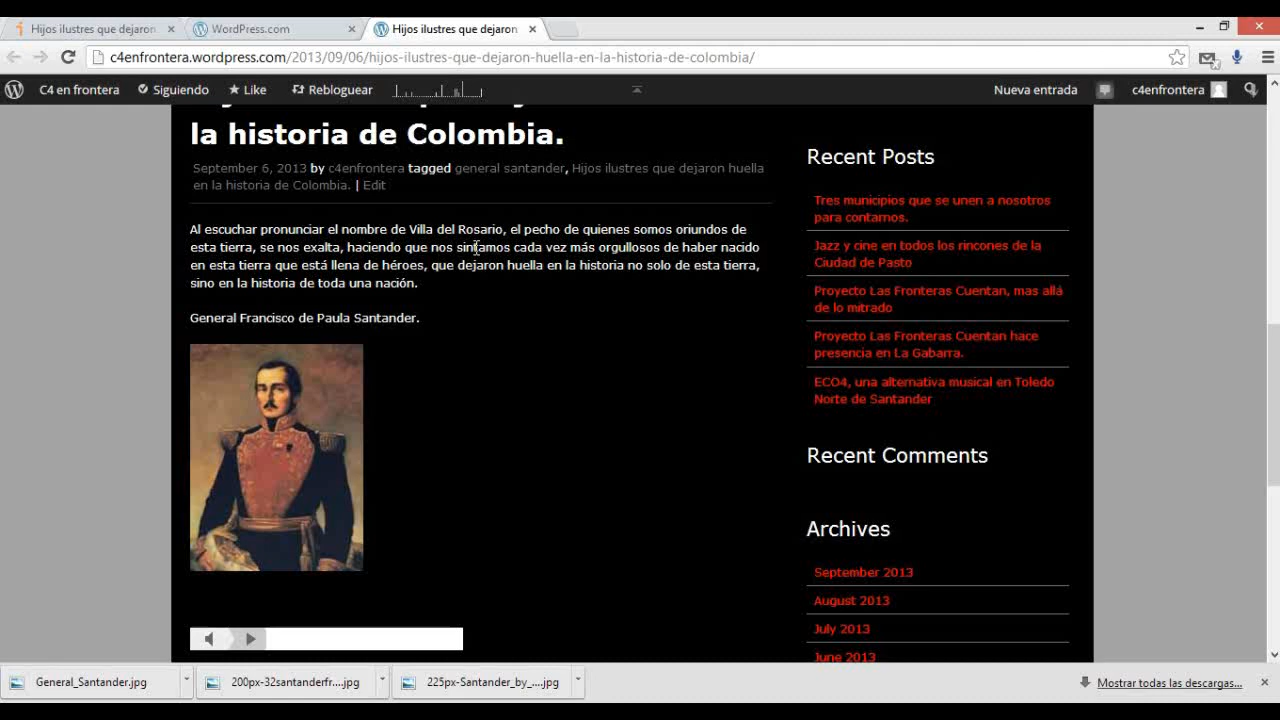 Hijos ilustres que dejaron
WordPress.com
Hijos ilustres que dejaron
c4enfrontera.wordpress.com/2013/09/06/hijos-ilustres-que-dejaron-huella-en-la-historia-de-colombia/
C4 en frontera
Siguiendo
Like
Rebloguear
Nueva entrada
c4enfrontera
la historia de Colombia.
September 6, 2013 by c4enfrontera tagged general santander, Hijos ilustres que dejaron huella
en la historia de Colombia. | Edit
Al escuchar pronunciar el nombre de Villa del Rosario, el pecho de quienes somos oriundos de
esta tierra, se nos exalta, haciendo que nos sintamos cada vez más orgullosos de haber nacido
en esta tierra que está llena de héroes, que dejaron huella en la historia no solo de esta tierra,
sino en la historia de toda una nación.
General Francisco de Paula Santander.
Recent Posts
Tres municipios que se unen a nosotros
para contarnos.
Jazz y cine en todos los rincones de la
Ciudad de Pasto
Proyecto Las Fronteras Cuentan, mas allá
de lo mitrado
Proyecto Las Fronteras Cuentan hace
presencia en La Gabarra.
ECO4, una alternativa musical en Toledo
Norte de Santander
Recent Comments
Archives
September 2013
August 2013
July 2013
June 2013
General_Santander.jpg
200px-32santanderfr....jpg
225px-Santander_by_....jpg
Mostrar todas las descargas...